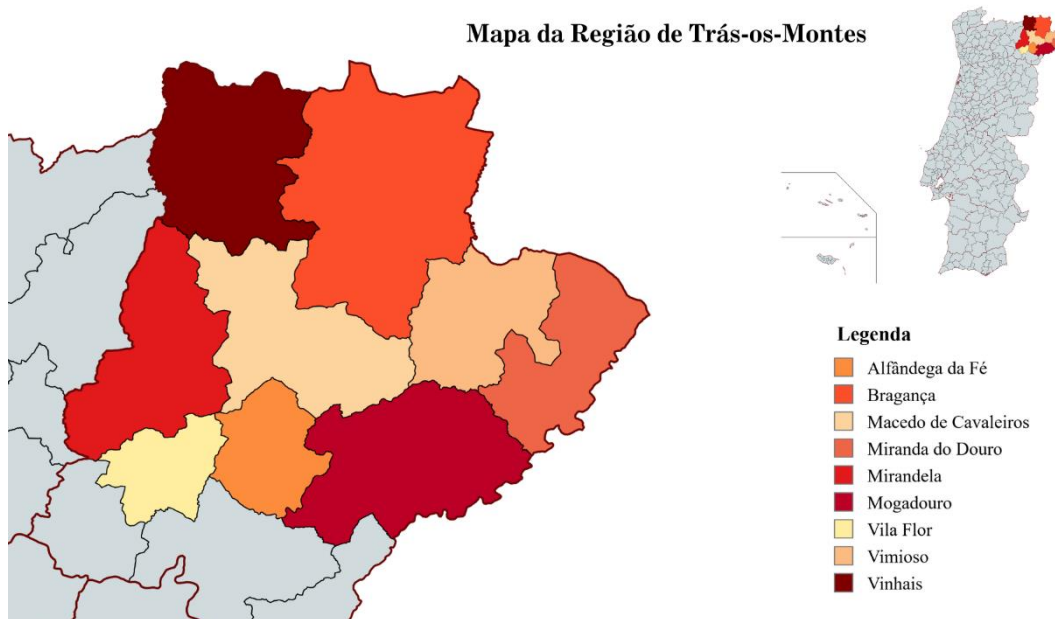 Mapa da Região de Trás-os-Montes
Legenda
Alfândega da Fé
Bragança
Macedo de Cavaleiros
Miranda do Douro
Mirandela
Mogadouro
Vila Flor
Vimioso
Vinhais